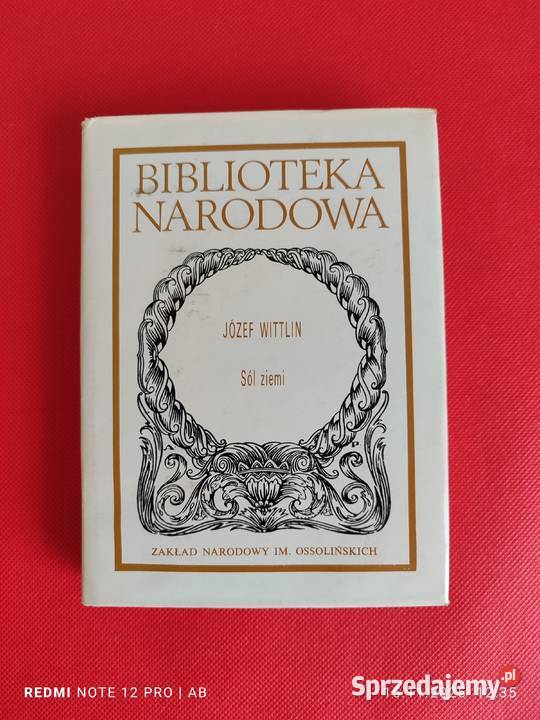 BIBLIOTEKA
NARODOWA
JÓZEF WITTLIN
Sól ziemi
P
ZAKŁAD NARODOWY IM. OSSOLIŃSKICH
REDMI NOTE 12 PRO | AB
Sprzedajemy.pl